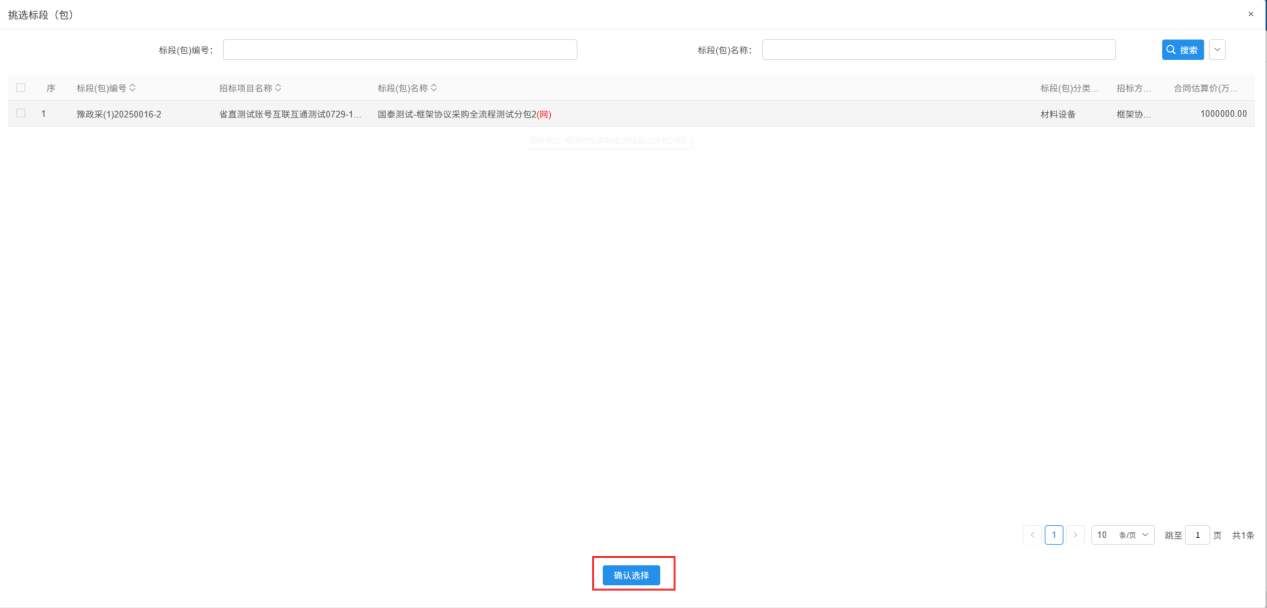 挑选标段（包） ×
标段(包)编号： 标段(包)名称： 搜索
序 标段(包)编号 招标项目名称 标段(包)名称 标段(包)分类... 招标方... 合同估算价(万...
1 豫政采(1)20250016-2 省直测试账号互联互通测试0729-1... 国泰测试-框架协议采购全流程测试分包2(网) 材料设备 框架协... 1000000.00
< 1 > 10 条/页 跳至 1 页 共1条
确认选择